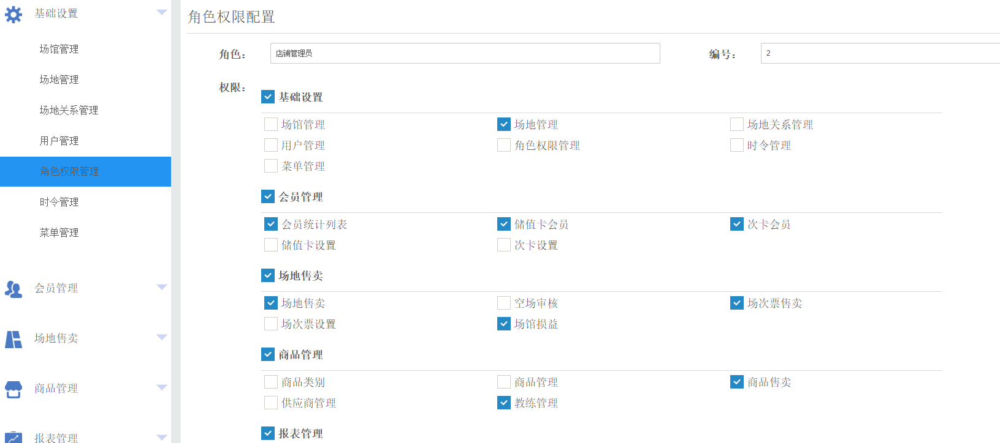 基础设置
场馆管理
场地管理
场地关系管理
用户管理
角色权限管理
时令管理
菜单管理
会员管理
场地售卖
商品管理
报表管理
角色权限配置
角色： 店铺管理员 编号： 2
权限：
基础设置
场馆管理 场地管理 场地关系管理
用户管理 角色权限管理 时令管理
菜单管理
会员管理
会员统计列表 储值卡会员 次卡会员
储值卡设置 次卡设置
场地售卖
场地售卖 空场审核 场次票售卖
场次票设置 场馆损益
商品管理
商品类别 商品管理 商品售卖
供应商管理 教练管理
报表管理